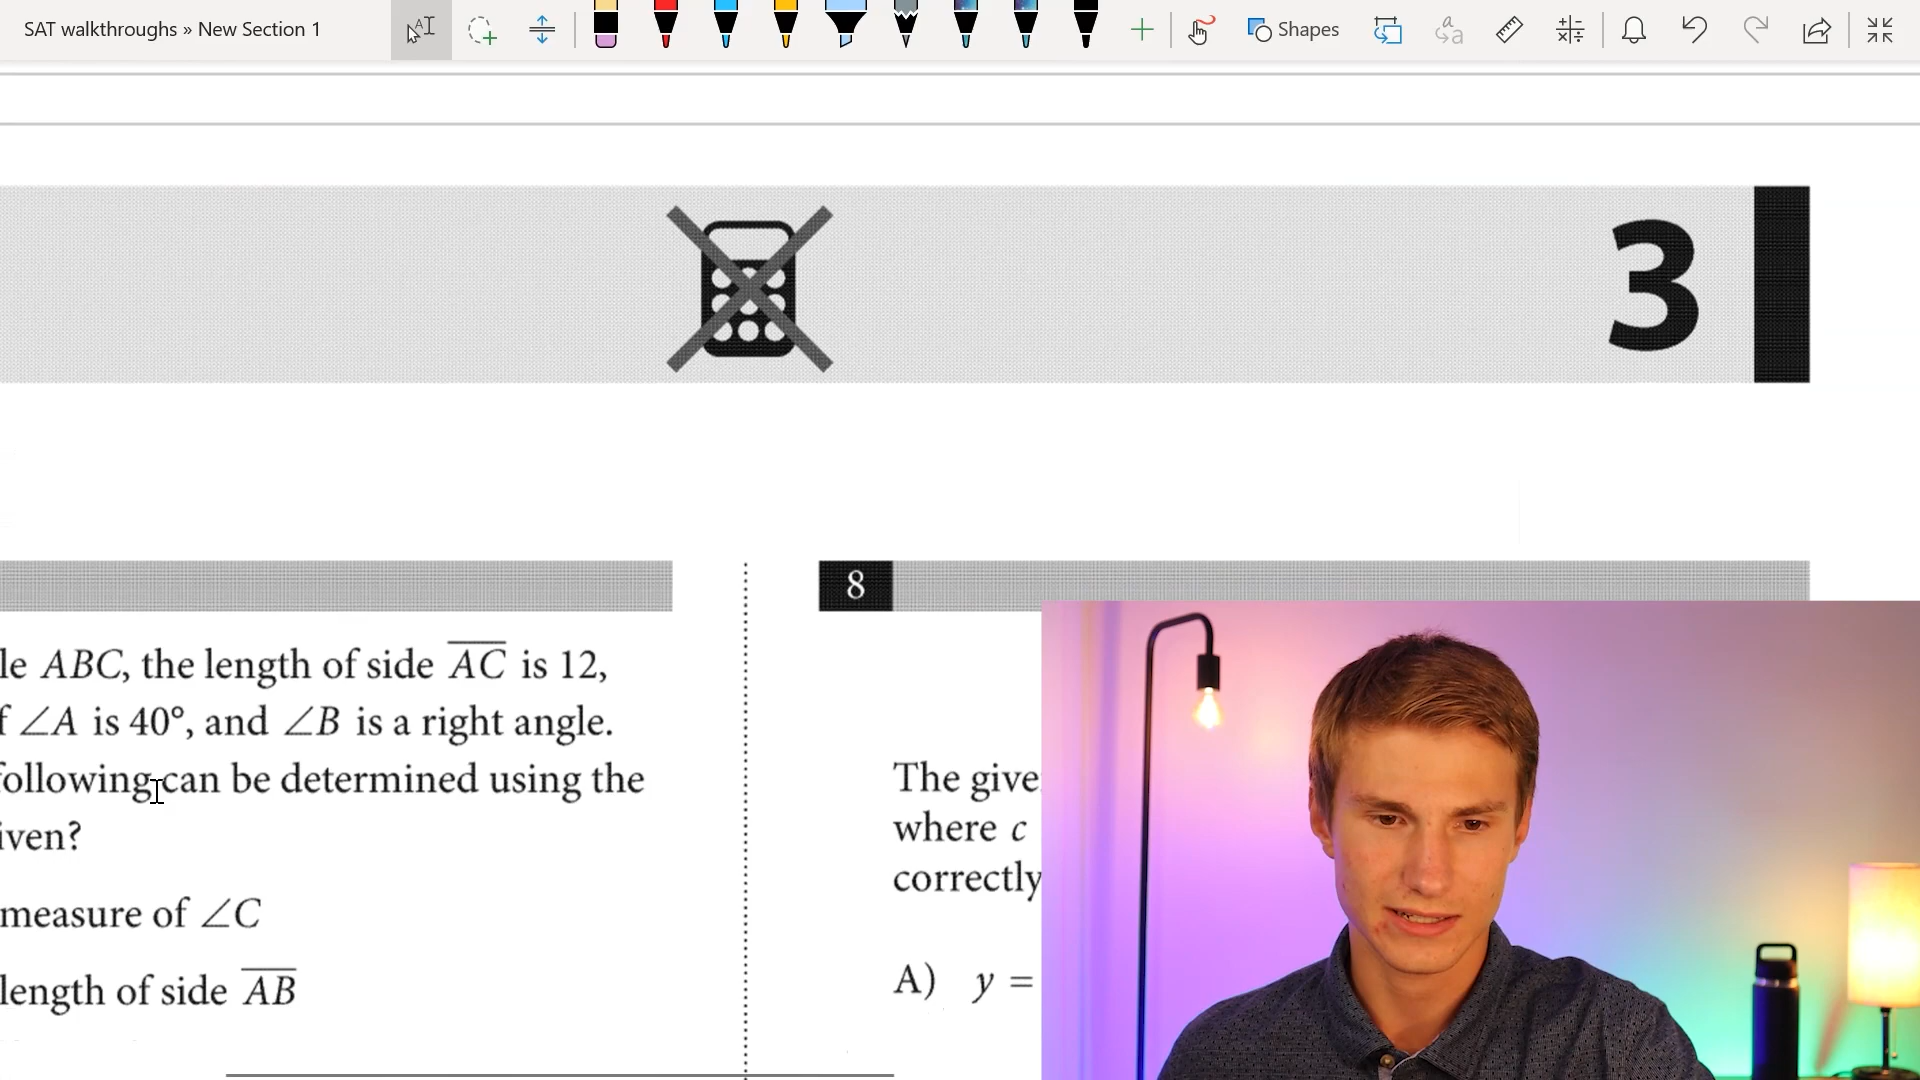 SAT walkthroughs » New Section 1
Shapes
3
le ABC, the length of side AC is 12,
f ∠A is 40°, and ∠B is a right angle.
following can be determined using the
iven?
measure of ∠C
length of side AB
8
The give
where c
correctly
A) y =